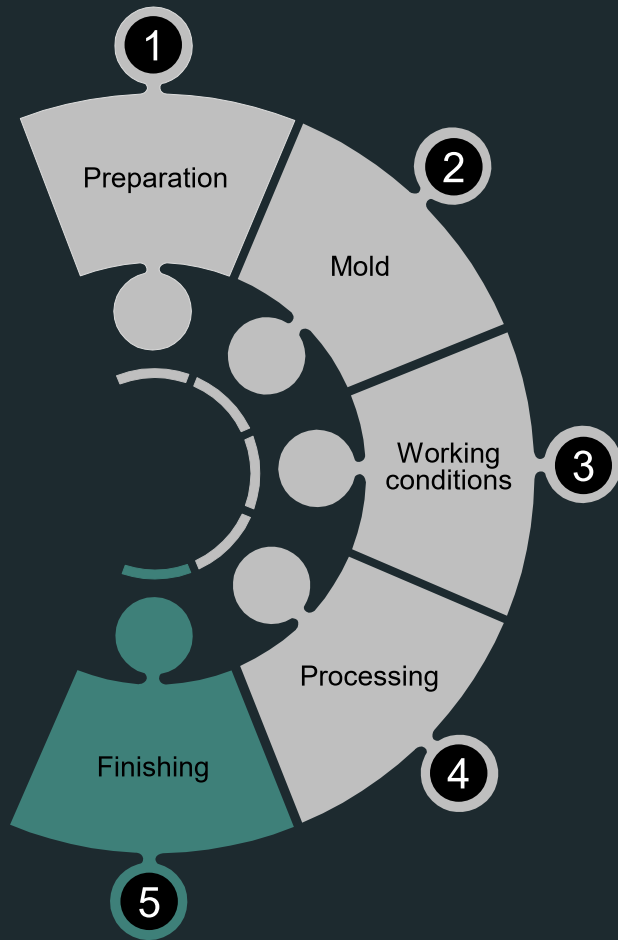 1
Preparation
2
Mold
3
Working
conditions
4
Processing
5
Finishing